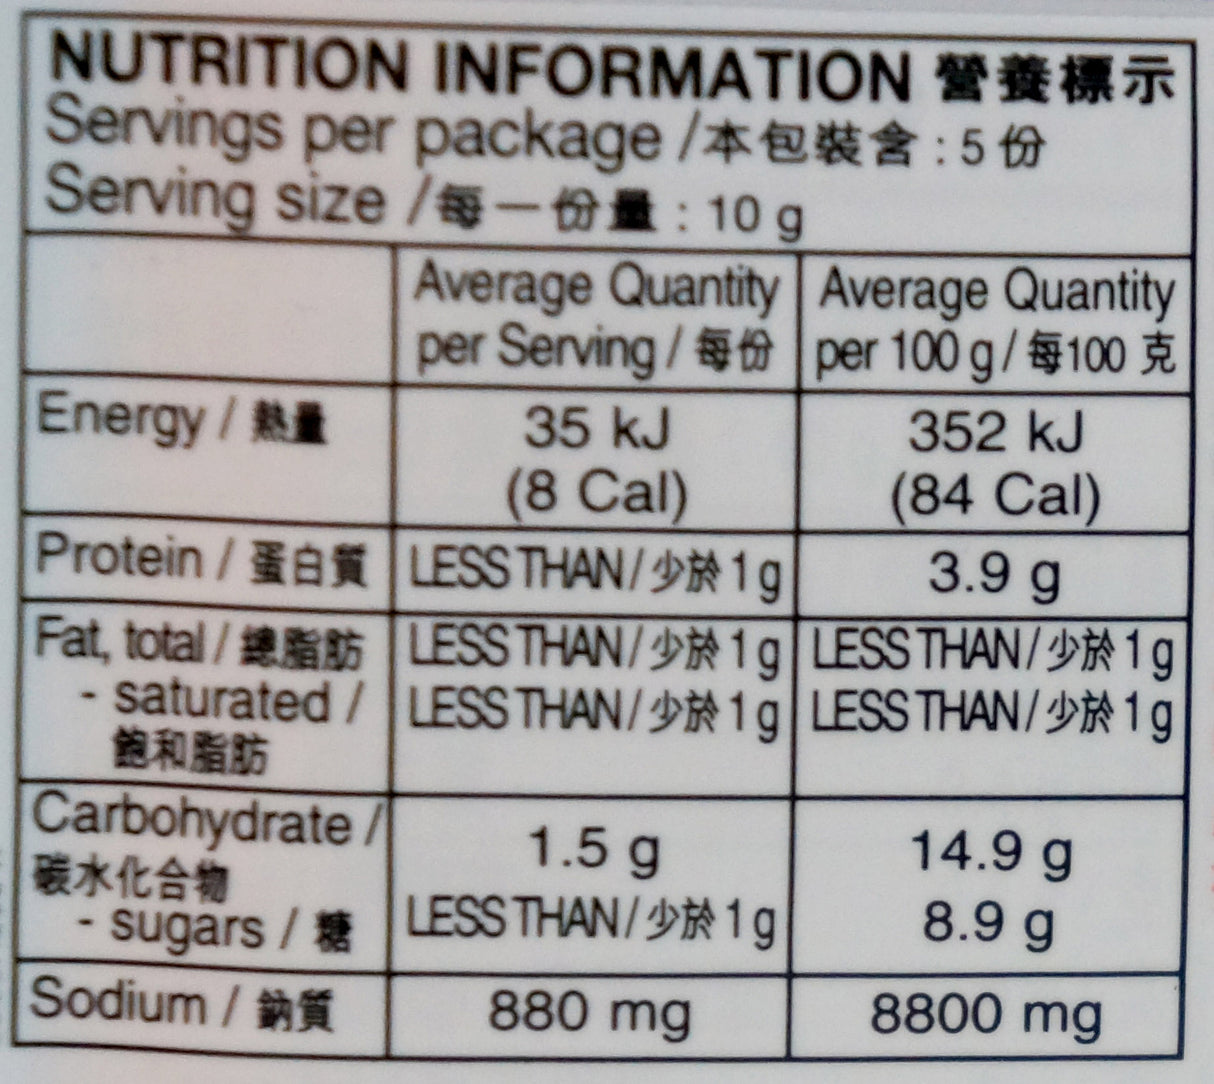 NUTRITION INFORMATION 營養標示
Servings per package /本包裝含 : 5 份
Serving size /每一份量 : 10 g
Average Quantity per Serving / 每份
Average Quantity per 100 g / 每100 克
Energy / 熱量
35 kJ
(8 Cal)
352 kJ
(84 Cal)
Protein / 蛋白質
LESS THAN / 少於 1 g
3.9 g
Fat, total / 總脂肪
LESS THAN / 少於 1 g
LESS THAN / 少於 1 g
- saturated /
飽和脂肪
LESS THAN / 少於 1 g
LESS THAN / 少於 1 g
Carbohydrate /
碳水化合物
1.5 g
14.9 g
- sugars / 糖
LESS THAN / 少於 1 g
8.9 g
Sodium / 鈉質
880 mg
8800 mg